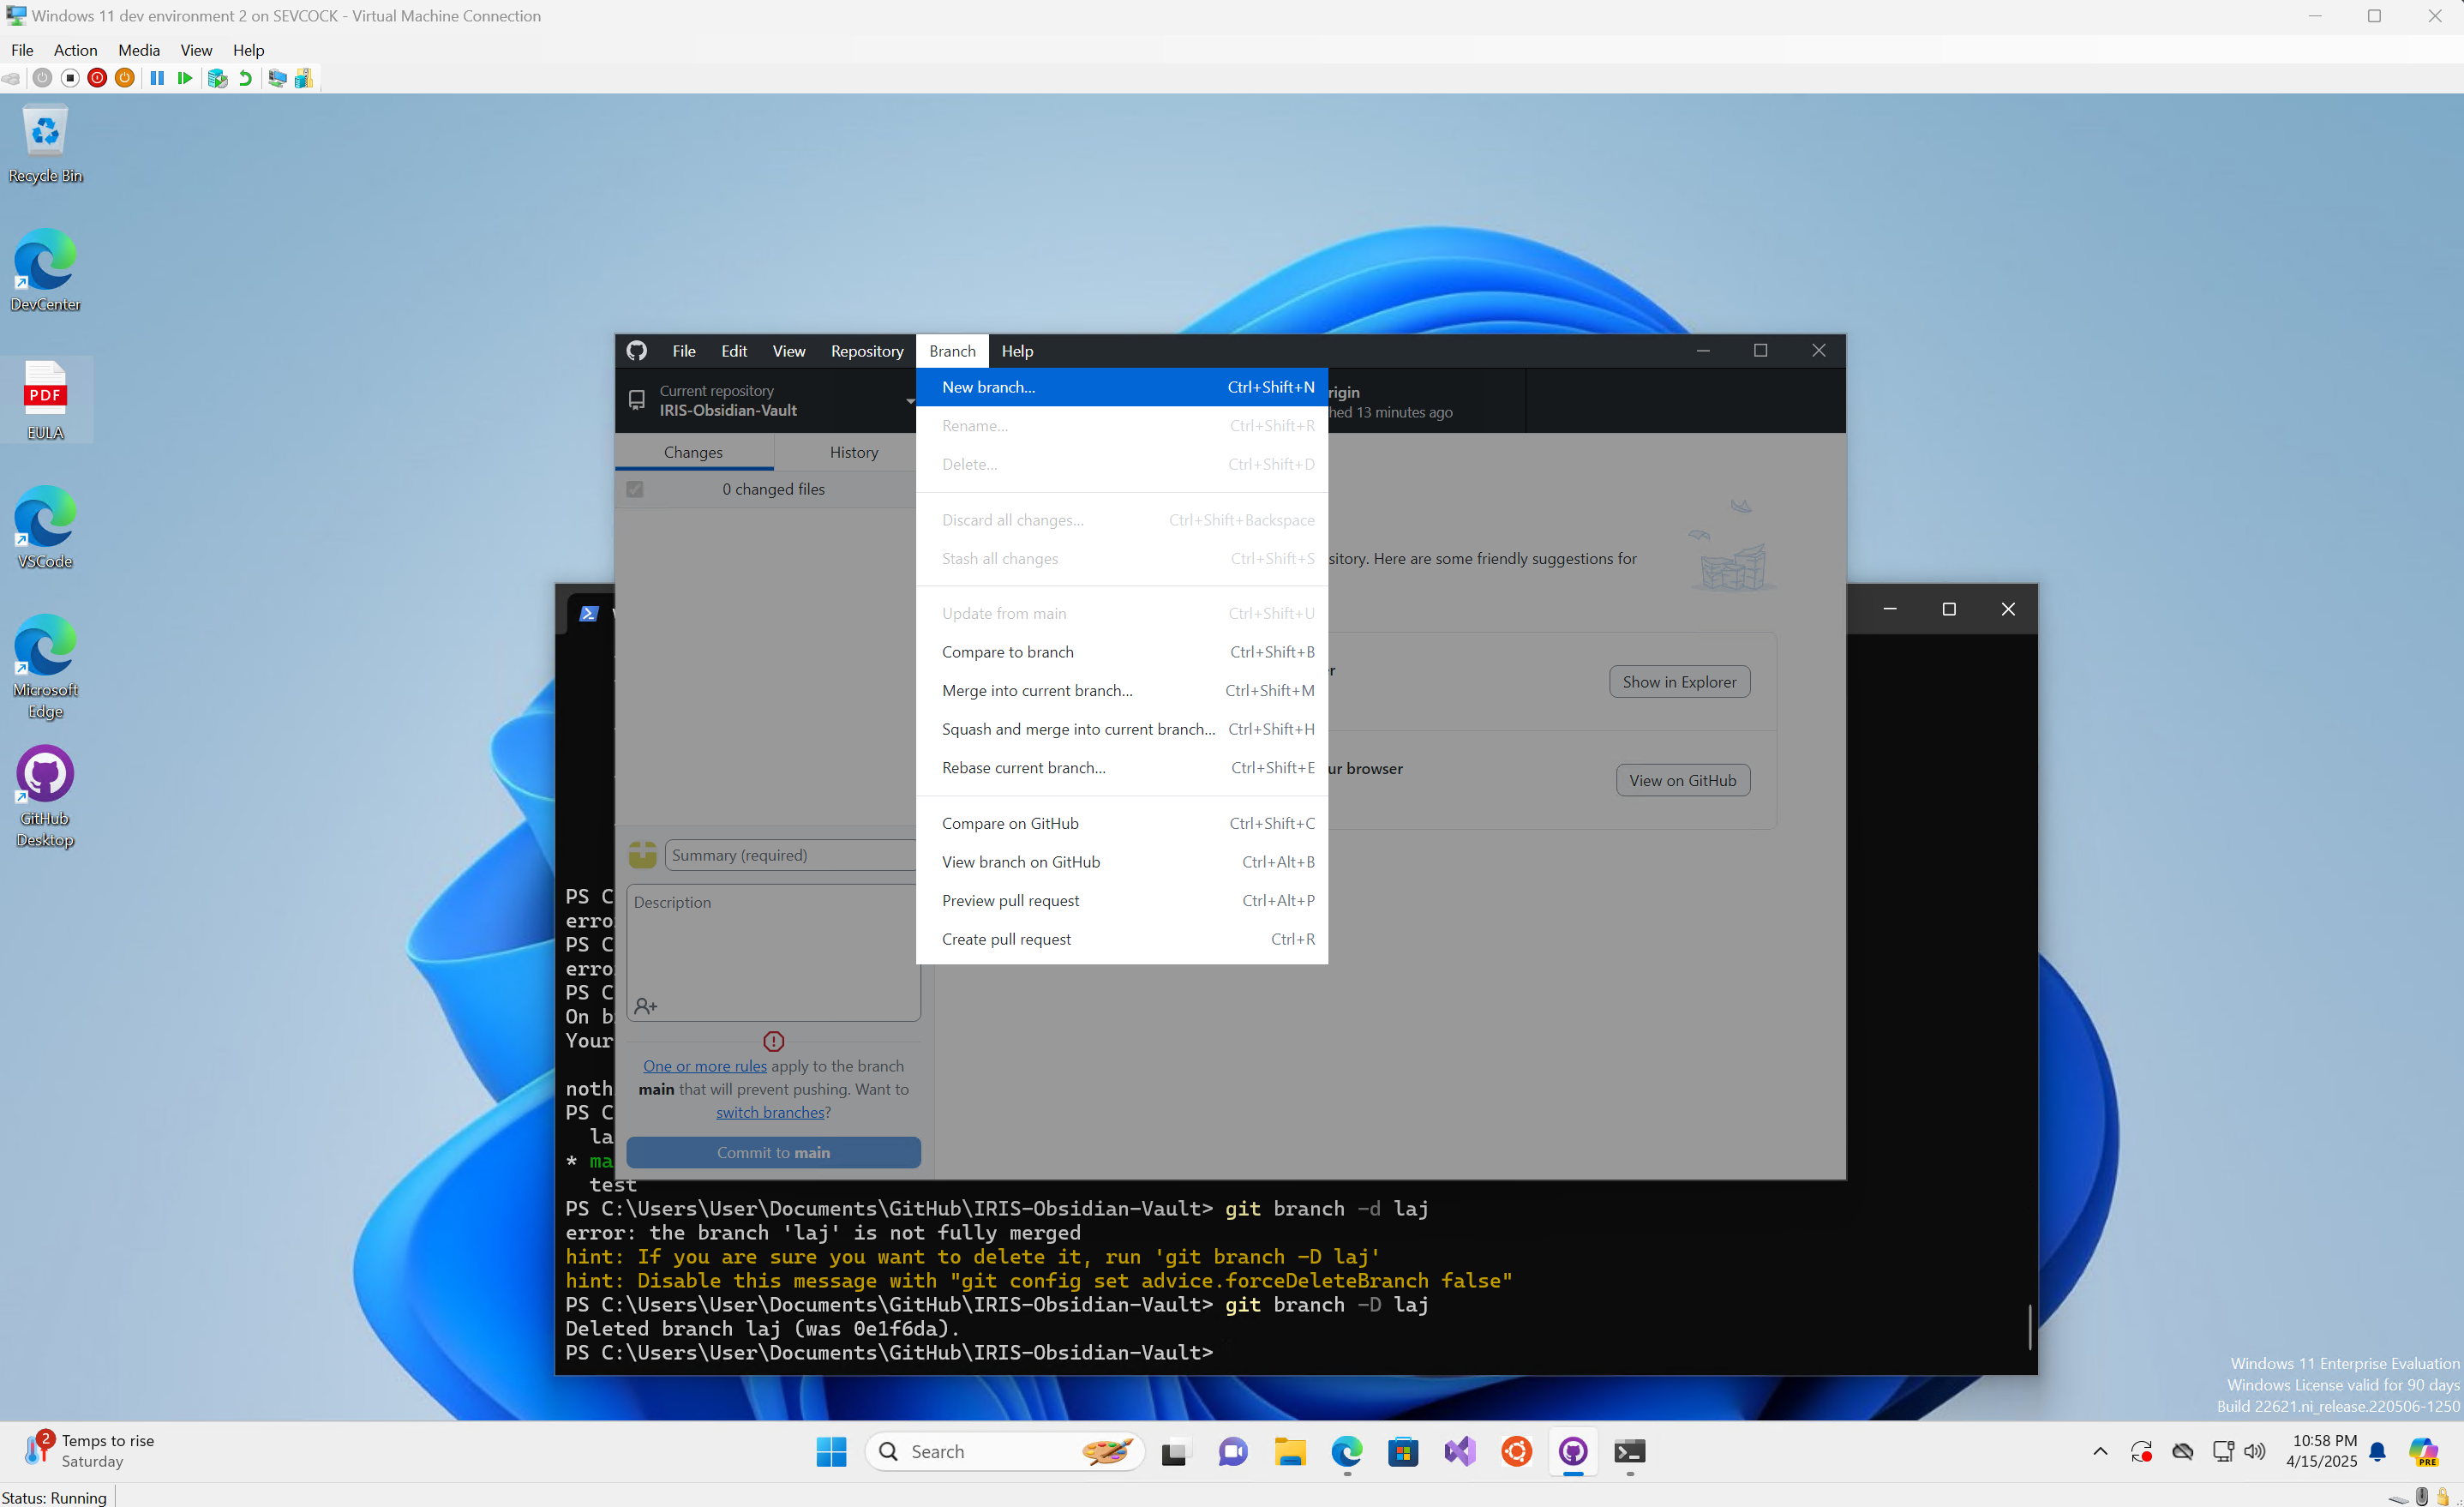 Windows 11 dev environment 2 on SEVCOCK - Virtual Machine Connection
File Action Media View Help
Recycle Bin
DevCenter
PDF
EULA
VSCode
Microsoft
Edge
GitHub
Desktop
File Edit View Repository Branch Help
Current repository
IRIS-Obsidian-Vault
rigin
hed 13 minutes ago
Changes History
0 changed files
New branch... Ctrl+Shift+N
Rename... Ctrl+Shift+R
Delete... Ctrl+Shift+D
Discard all changes... Ctrl+Shift+Backspace
Stash all changes Ctrl+Shift+S
Update from main Ctrl+Shift+U
Compare to branch Ctrl+Shift+B
Merge into current branch... Ctrl+Shift+M
Squash and merge into current branch... Ctrl+Shift+H
Rebase current branch... Ctrl+Shift+E
Compare on GitHub Ctrl+Shift+C
View branch on GitHub Ctrl+Alt+B
Preview pull request Ctrl+Alt+P
Create pull request Ctrl+R
sitory. Here are some friendly suggestions for
r
Show in Explorer
ur browser
View on GitHub
Summary (required)
Description
One or more rules apply to the branch
main that will prevent pushing. Want to
switch branches?
Commit to main
PS C
erro
PS C
erro
PS C
On b
Your
noth
PS C
la
* ma
test
PS C:\Users\User\Documents\GitHub\IRIS-Obsidian-Vault> git branch -d laj
error: the branch 'laj' is not fully merged
hint: If you are sure you want to delete it, run 'git branch -D laj'
hint: Disable this message with "git config set advice.forceDeleteBranch false"
PS C:\Users\User\Documents\GitHub\IRIS-Obsidian-Vault> git branch -D laj
Deleted branch laj (was 0e1f6da).
PS C:\Users\User\Documents\GitHub\IRIS-Obsidian-Vault>
Windows 11 Enterprise Evaluation
Windows License valid for 90 days
Build 22621.ni_release.220506-1250
2
Temps to rise
Saturday
Search
10:58 PM
4/15/2025
PRE
Status: Running